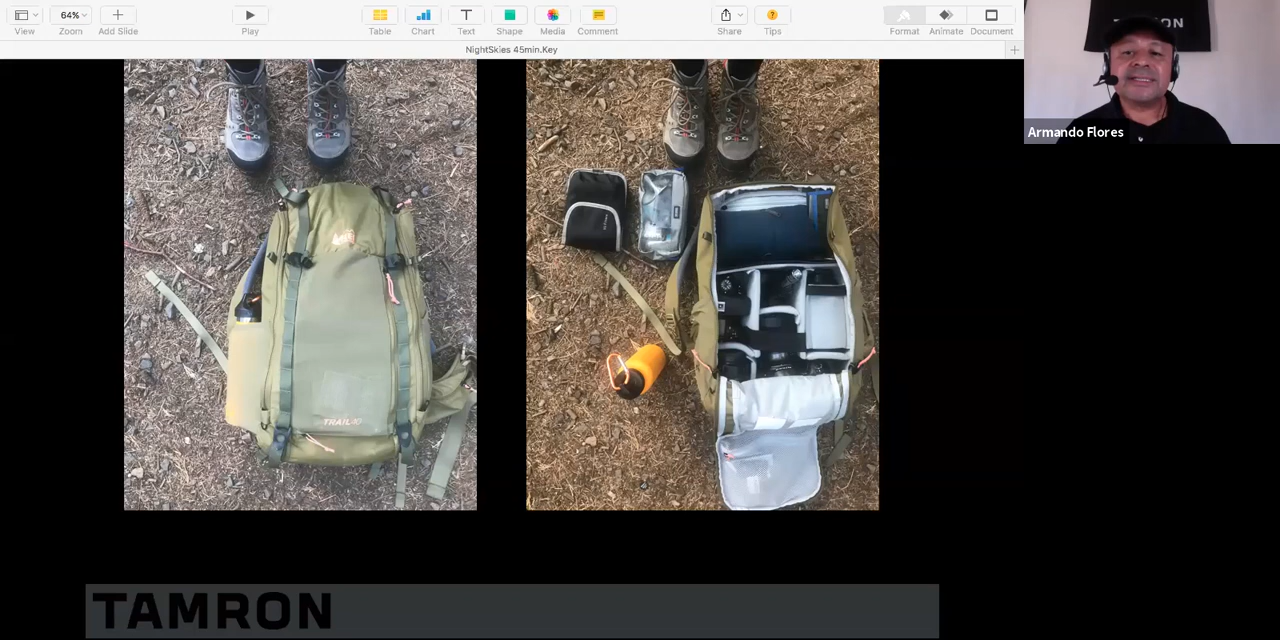 View
64%
Zoom
Add Slide
Play
Table
Chart
Text
Shape
Media
Comment
Share
Tips
Format
Animate
Document
NightSkies 45min.Key
Armando Flores
TRAIL 40
TAMRON